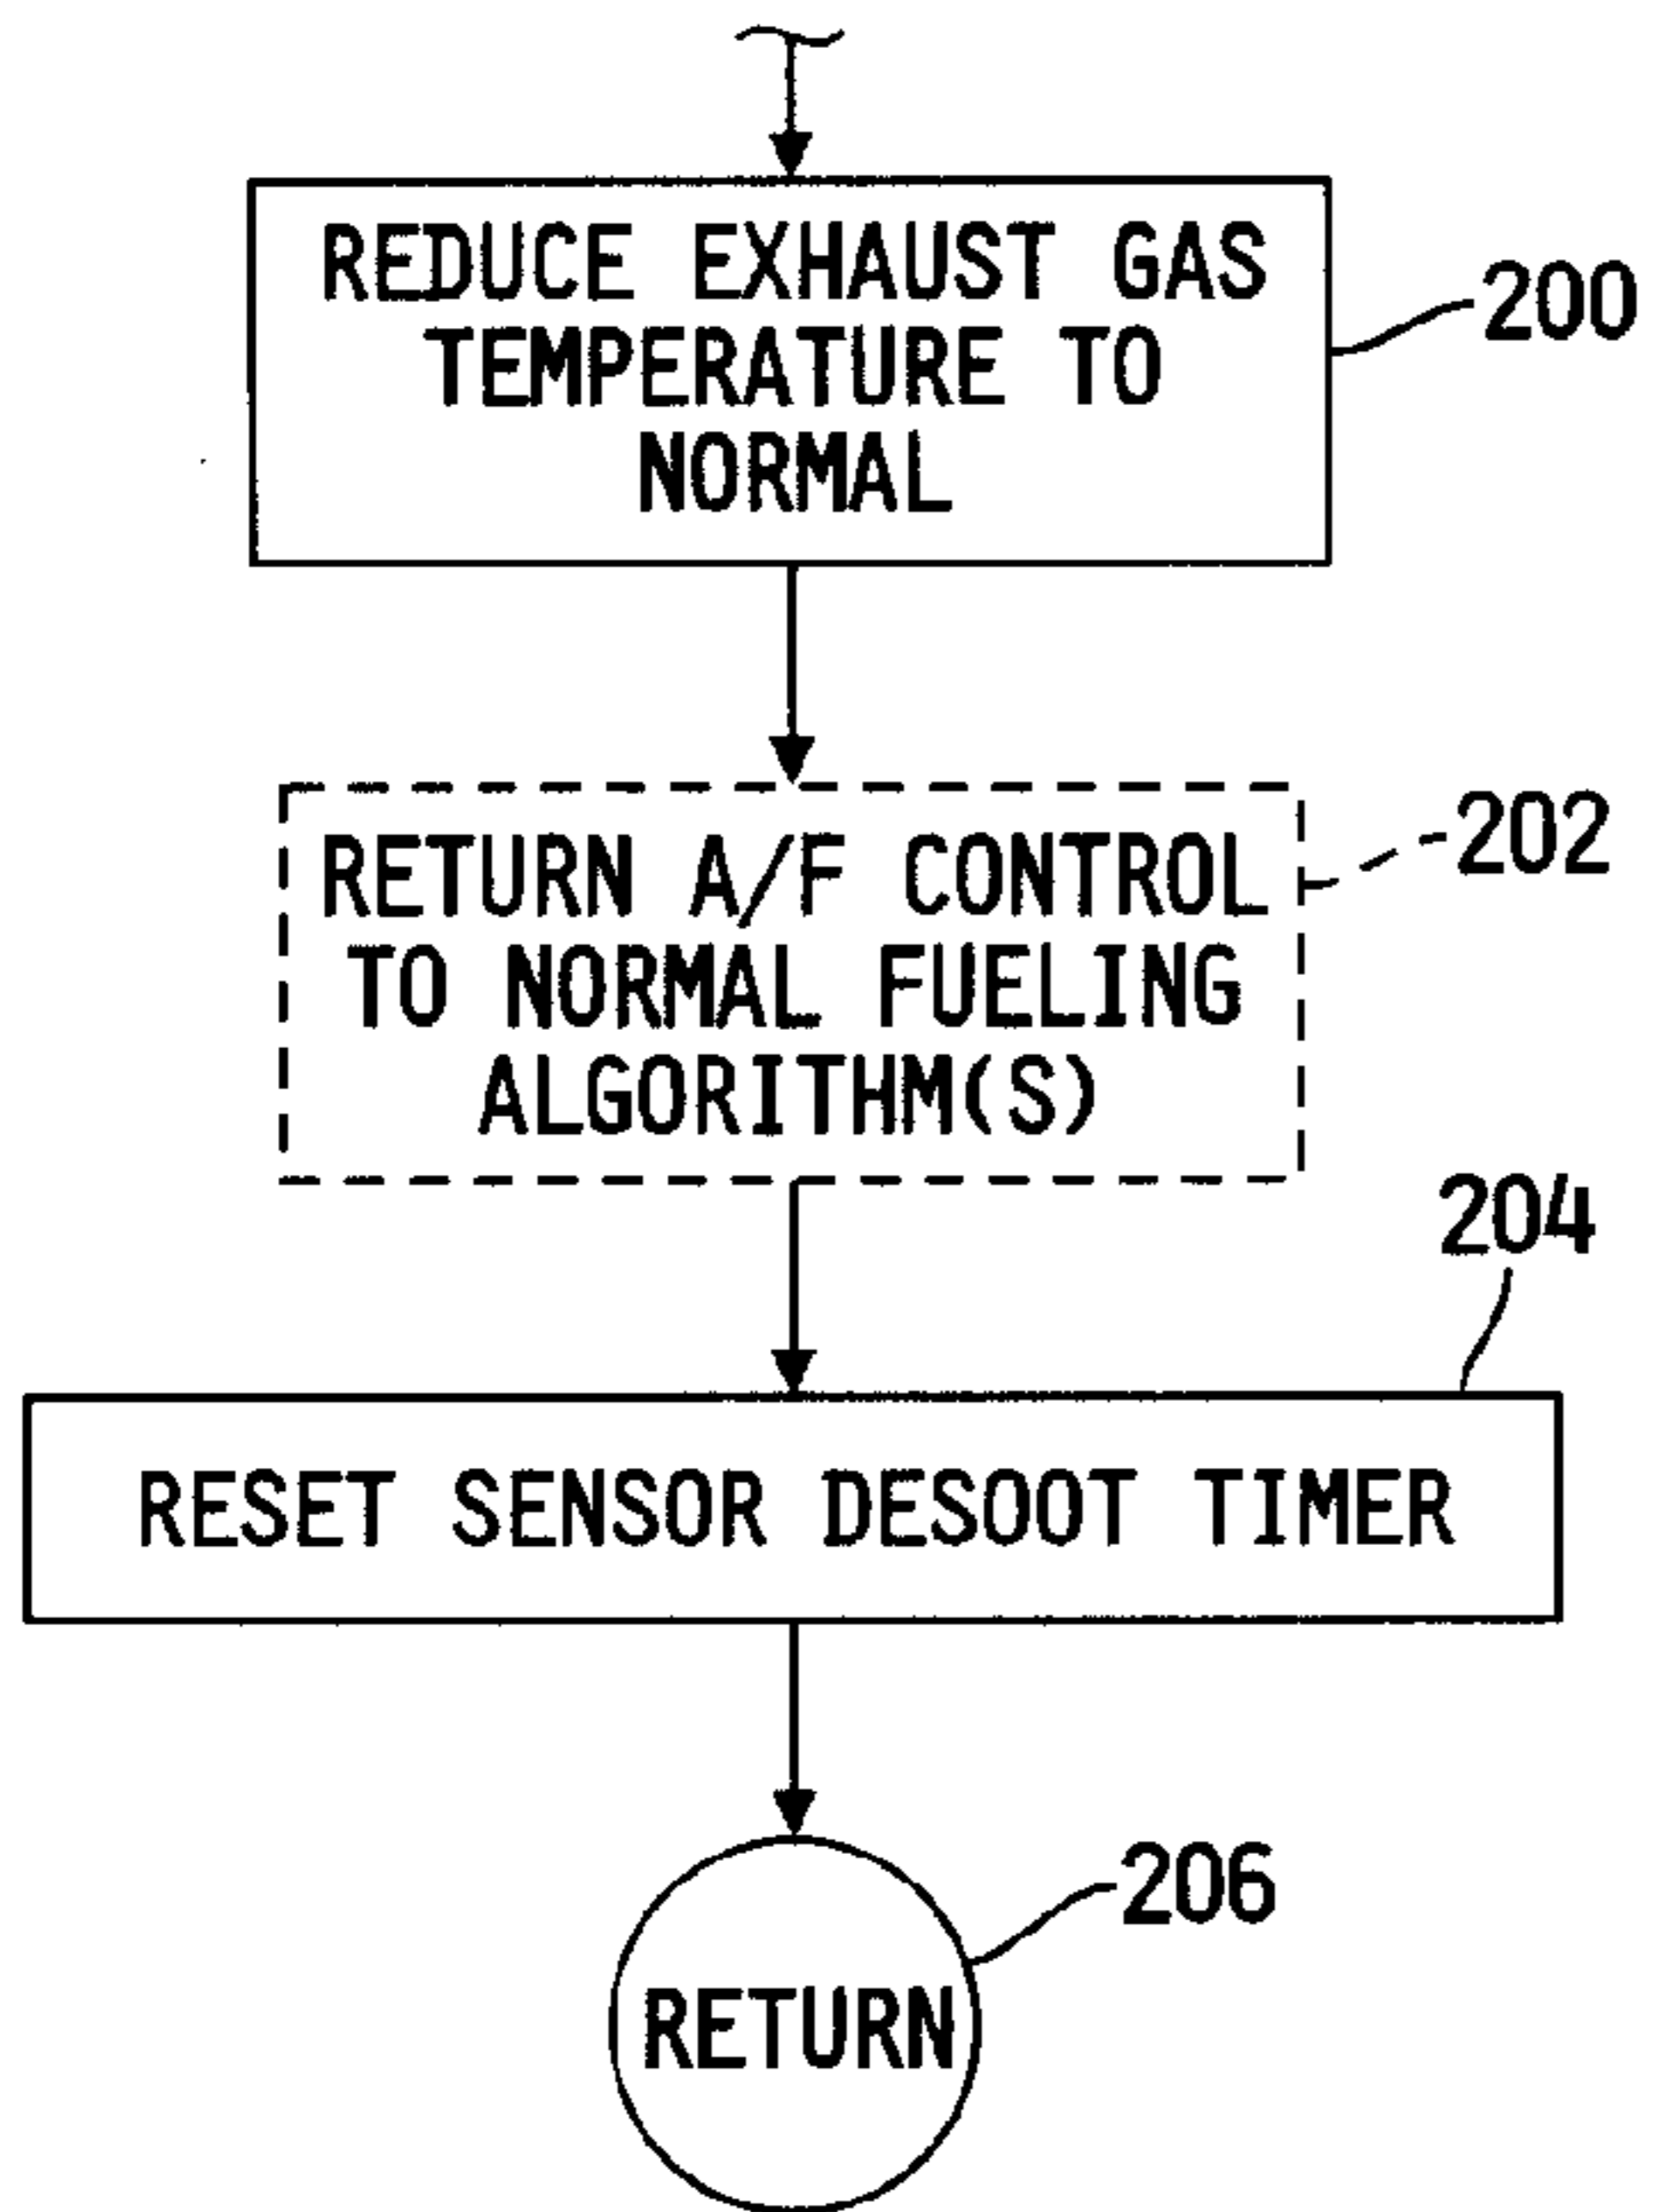 REDUCE EXHAUST GAS
TEMPERATURE TO
NORMAL
200
RETURN A/F CONTROL
TO NORMAL FUELING
ALGORITHM(S)
202
204
RESET SENSOR DESOOT TIMER
206
RETURN